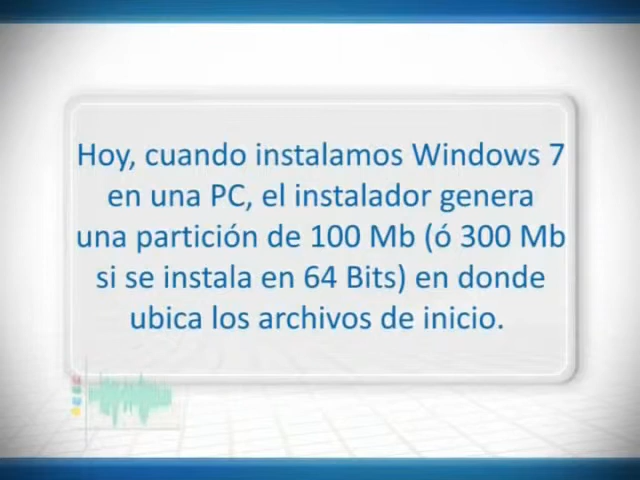 Hoy, cuando instalamos Windows 7
en una PC, el instalador genera
una partición de 100 Mb (ó 300 Mb
si se instala en 64 Bits) en donde
ubica los archivos de inicio.